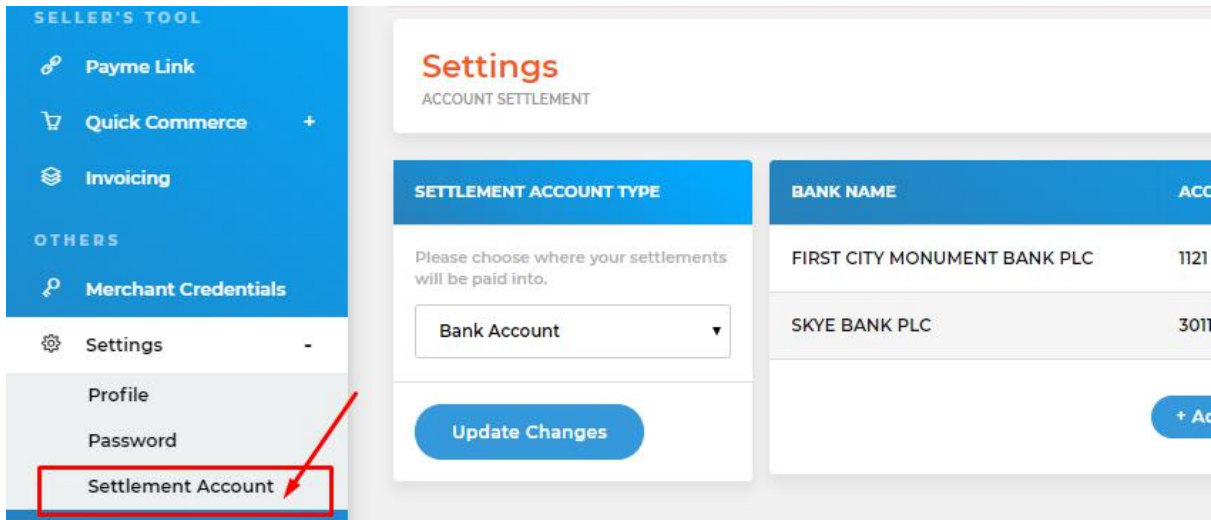 SELLER'S TOOL
Payme Link
Quick Commerce +
Invoicing
OTHERS
Merchant Credentials
Settings -
Profile
Password
Settlement Account
Settings
ACCOUNT SETTLEMENT
SETTLEMENT ACCOUNT TYPE
Please choose where your settlements
will be paid into.
Bank Account
Update Changes
BANK NAME ACC
FIRST CITY MONUMENT BANK PLC 1121
SKYE BANK PLC 3011
+ Ad